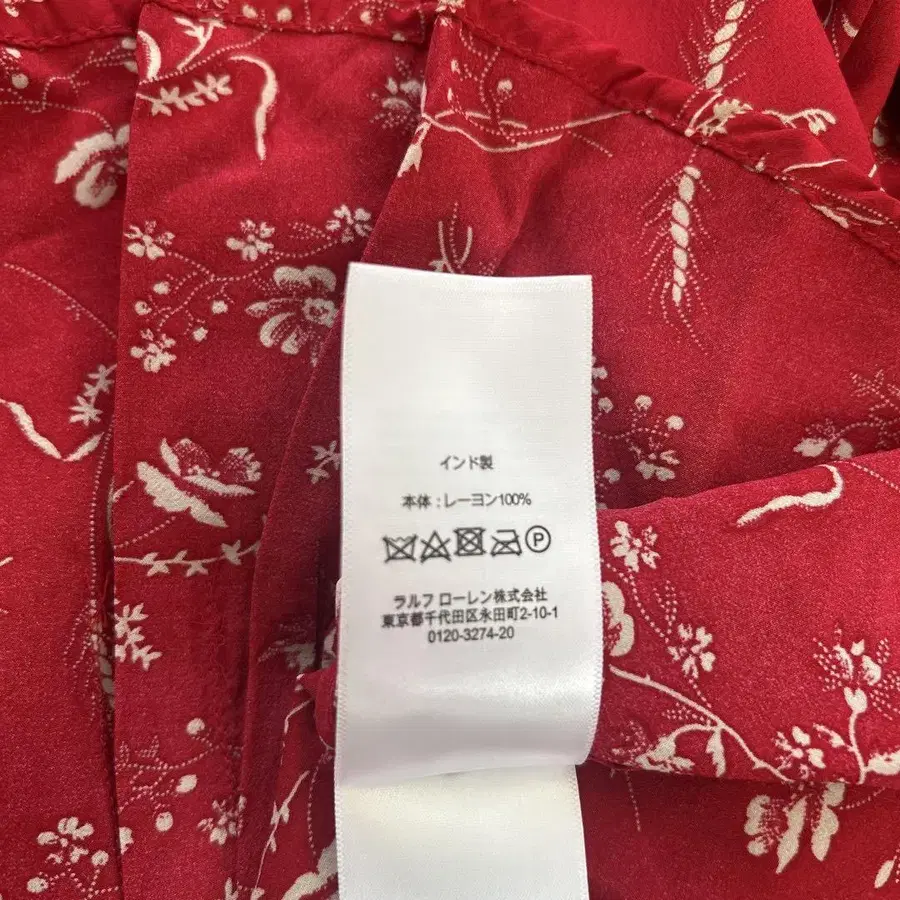 インド製
本体 : レーヨン100%
P
ラルフ ローレン株式会社
東京都千代田区永田町2-10-1
0120-3274-20